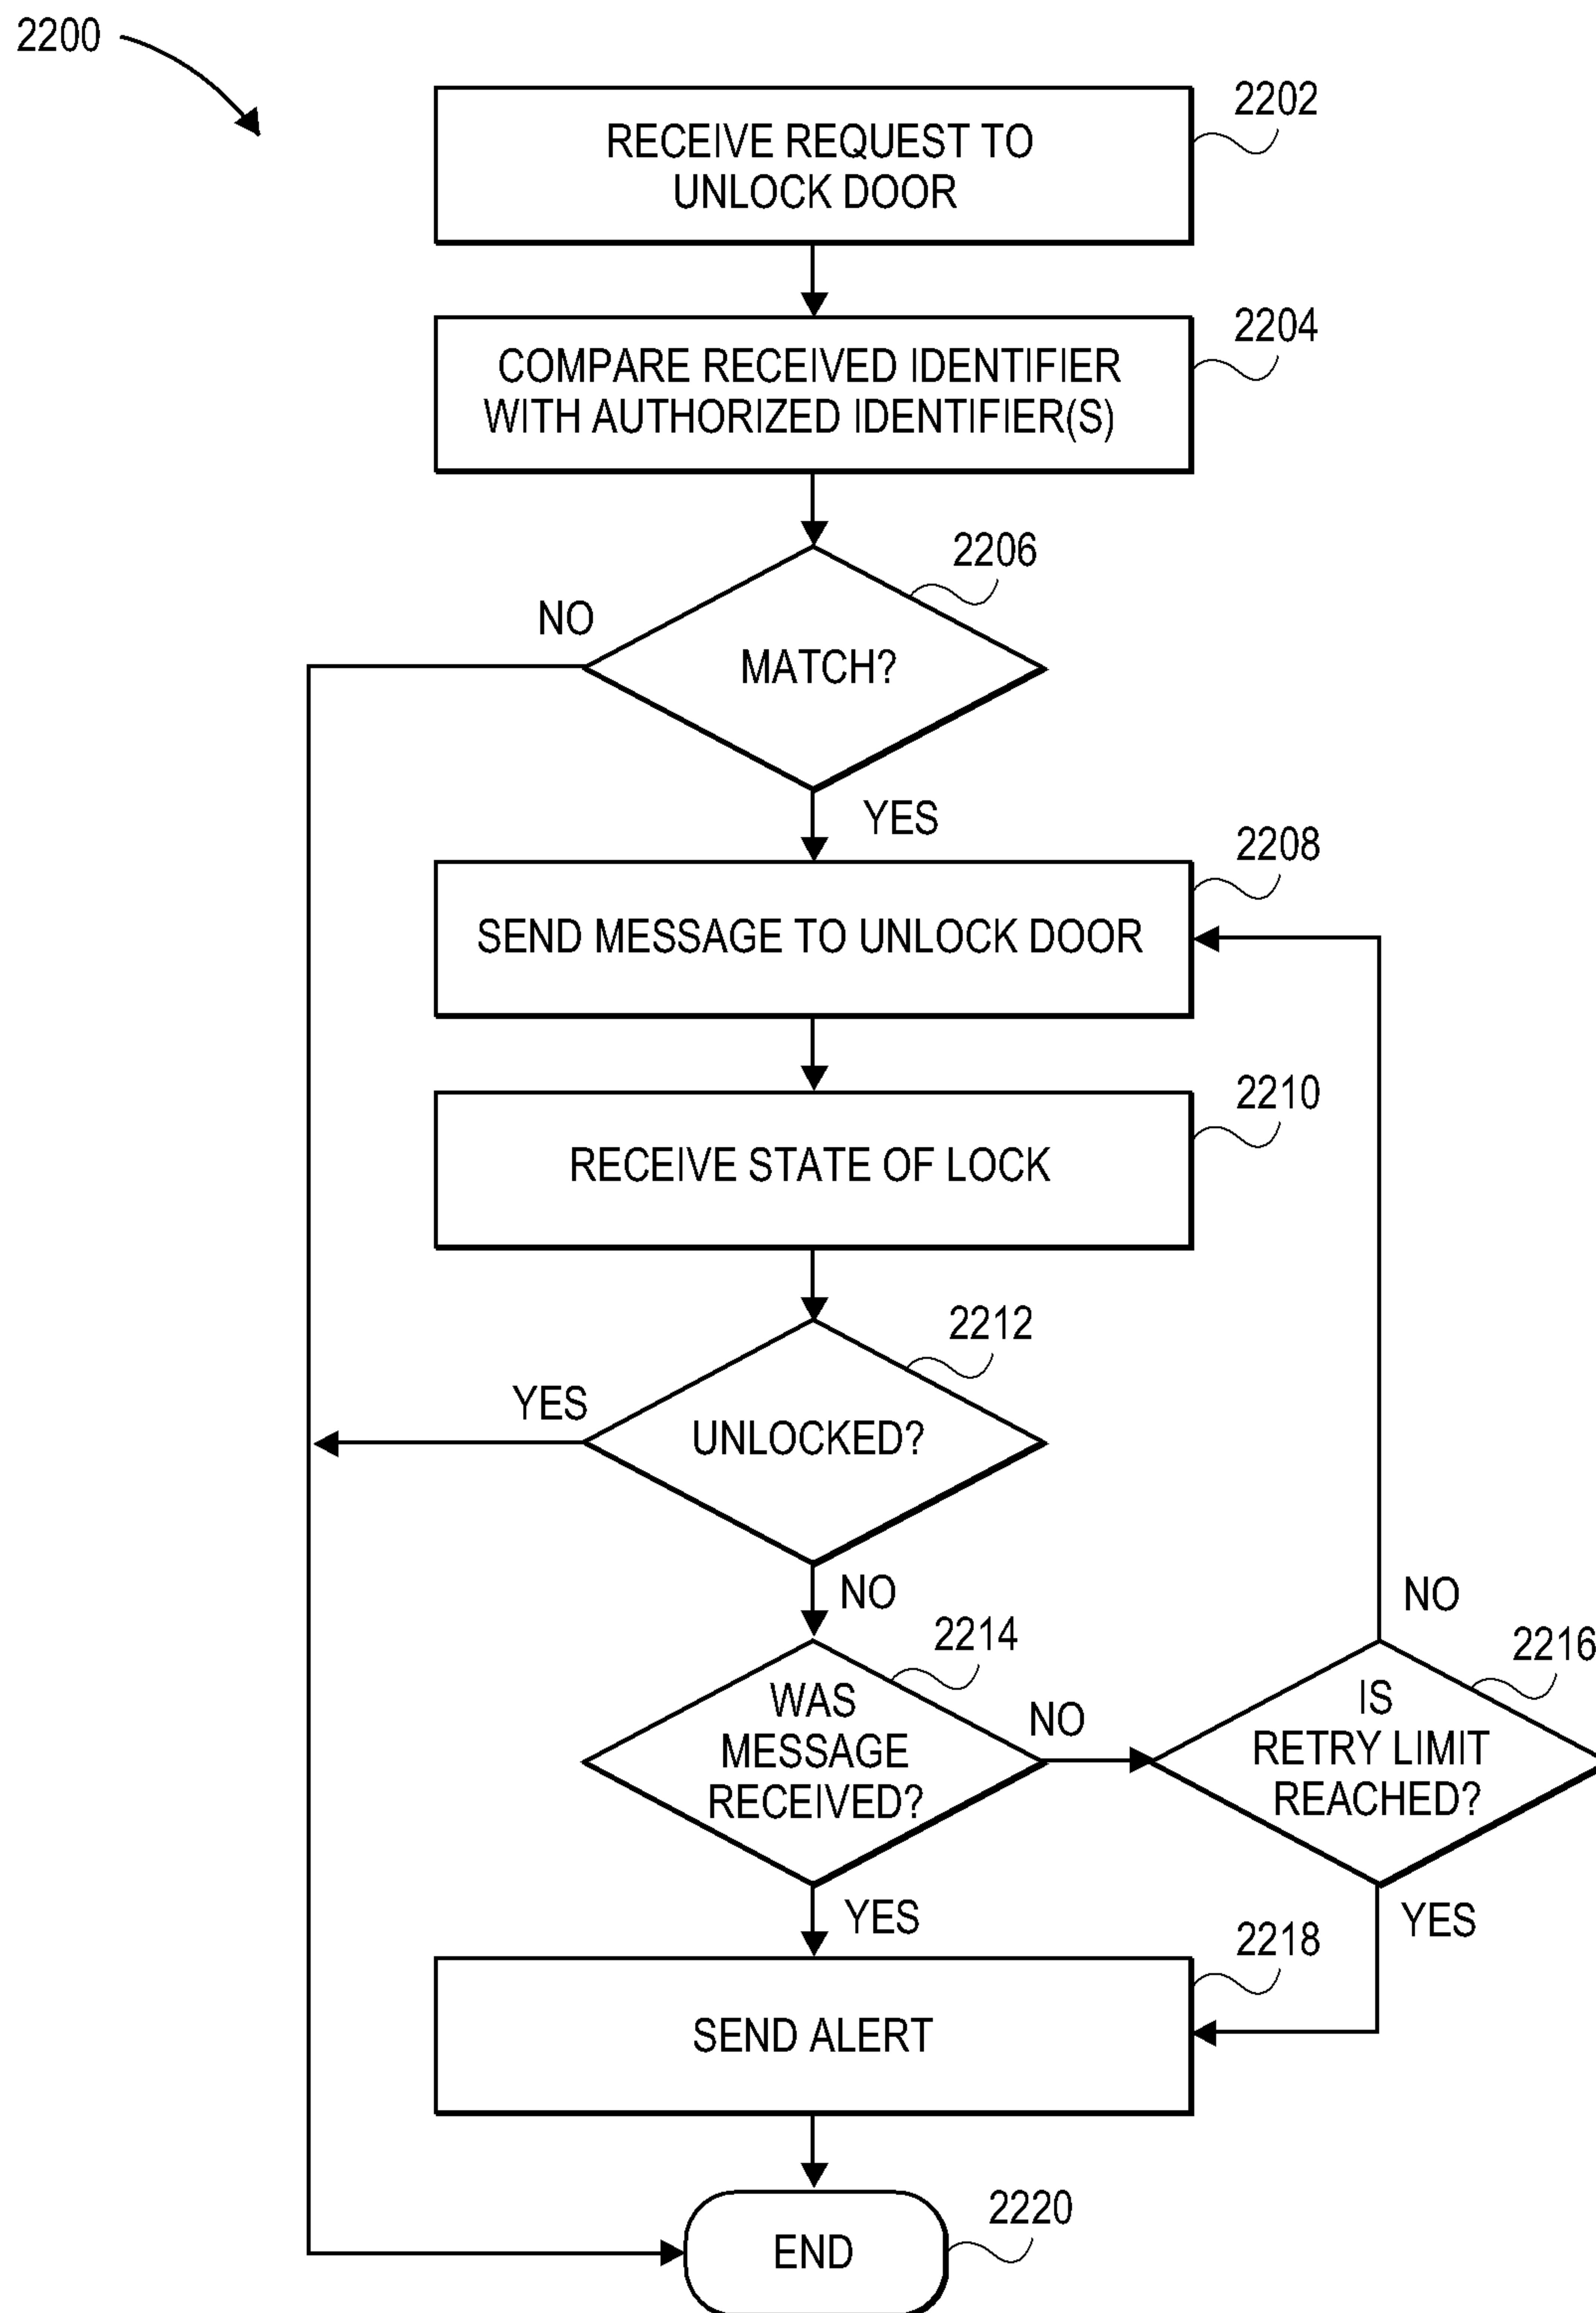 2200
2202
RECEIVE REQUEST TO
UNLOCK DOOR
2204
COMPARE RECEIVED IDENTIFIER
WITH AUTHORIZED IDENTIFIER(S)
2206
NO
MATCH?
YES
2208
SEND MESSAGE TO UNLOCK DOOR
2210
RECEIVE STATE OF LOCK
2212
YES
UNLOCKED?
NO
NO
2214
2216
WAS
MESSAGE
RECEIVED?
NO
IS
RETRY LIMIT
REACHED?
YES
YES
2218
SEND ALERT
2220
END